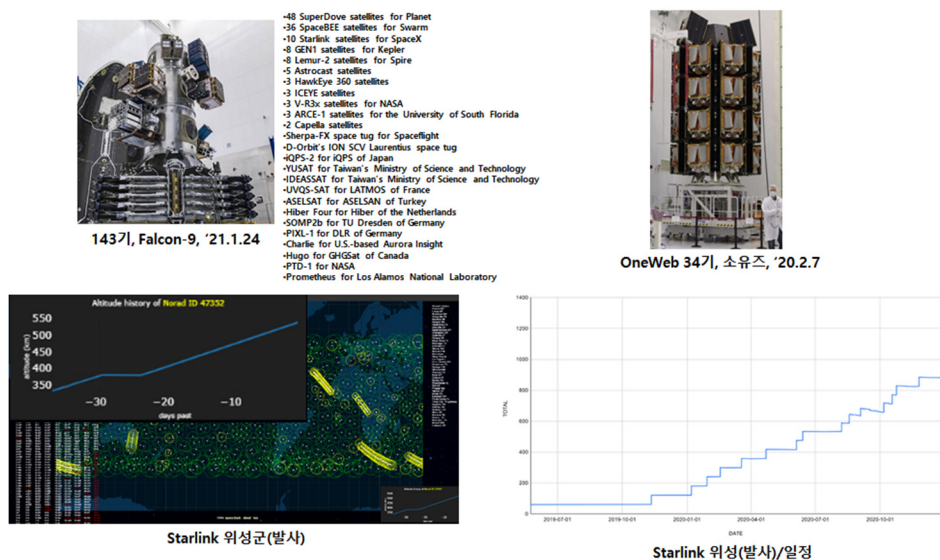 •48 SuperDove satellites for Planet
•36 SpaceBEE satellites for Swarm
•10 Starlink satellites for SpaceX
•8 GEN1 satellites for Kepler
•8 Lemur-2 satellites for Spire
•5 Astrocast satellites
•3 HawkEye 360 satellites
•3 ICEYE satellites
•3 V-R3x satellites for NASA
•3 ARCE-1 satellites for the University of South Florida
•2 Capella satellites
•Sherpa-FX space tug for Spaceflight
•D-Orbit's ION SCV Laurentius space tug
•iQPS-2 for iQPS of Japan
•YUSAT for Taiwan's Ministry of Science and Technology
•IDEASSAT for Taiwan's Ministry of Science and Technology
•UVQS-SAT for LATMOS of France
•ASELSAT for ASELSAN of Turkey
•Hiber Four for Hiber of the Netherlands
•SOMP2b for TU Dresden of Germany
•PIXL-1 for DLR of Germany
•Charlie for U.S.-based Aurora Insight
•Hugo for GHGSat of Canada
•PTD-1 for NASA
•Prometheus for Los Alamos National Laboratory
143기, Falcon-9, ‘21.1.24
OneWeb 34기, 소유즈, ‘20.2.7
Altitude history of Norad ID 47352
altitude (km)
550
500
450
400
350
−30
−20
−10
days past
Starlink 위성군(발사)
TOTAL
1400
1200
1000
800
600
400
200
0
2019-07-01
2019-10-01
2020-01-01
2020-04-01
2020-07-01
2020-10-01
DATE
Starlink 위성(발사)/일정